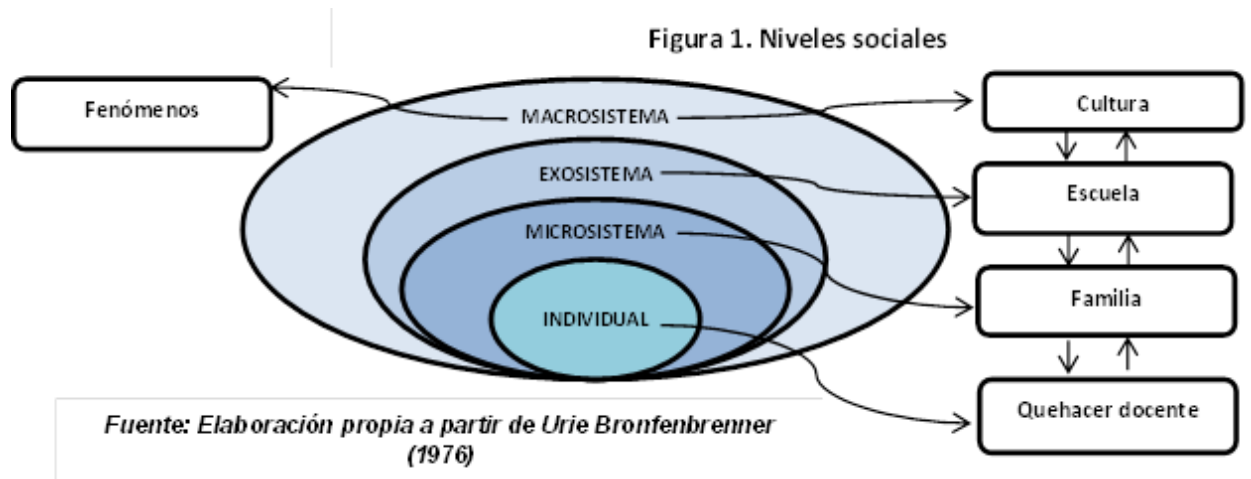 Figura 1. Niveles sociales
Fenómenos
MACROSISTEMA
Cultura
EXOSISTEMA
Escuela
MICROSISTEMA
Familia
INDIVIDUAL
Quehacer docente
Fuente: Elaboración propia a partir de Urie Bronfenbrenner
(1976)